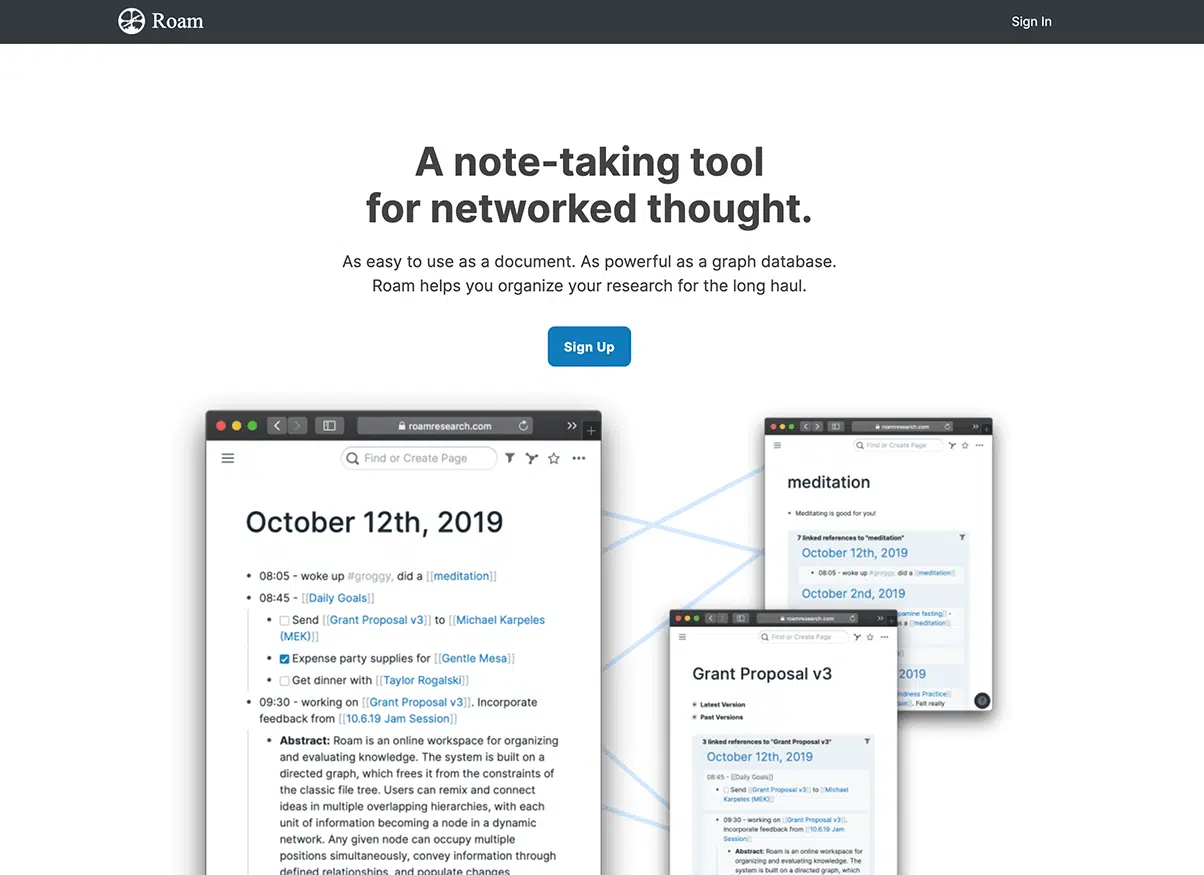 Roam
Sign In
A note-taking tool
for networked thought.
As easy to use as a document. As powerful as a graph database.
Roam helps you organize your research for the long haul.
Sign Up
roamresearch.com
Find or Create Page
October 12th, 2019
08:05 - woke up #groggy, did a [[meditation]]
08:45 - [[Daily Goals]]
Send [[Grant Proposal v3]] to [[Michael Karpeles
(MEK)]]
Expense party supplies for [[Gentle Mesa]]
Get dinner with [[Taylor Rogalski]]
09:30 - working on [[Grant Proposal v3]]. Incorporate
feedback from [[10.6.19 Jam Session]]
Abstract: Roam is an online workspace for organizing
and evaluating knowledge. The system is built on a
directed graph, which frees it from the constraints of
the classic file tree. Users can remix and connect
ideas in multiple overlapping hierarchies, with each
unit of information becoming a node in a dynamic
network. Any given node can occupy multiple
positions simultaneously, convey information through
defined relationships, and populate changes
roamresearch.com
Find or Create Page
meditation
Meditating is good for you!
7 linked references to "meditation"
October 12th, 2019
08:05 - woke up #groggy, did a [[meditation]]
October 2nd, 2019
fasting]] -
as a [[meditation]]
2019
Practice]]
Felt really
roamresearch.com
Find or Create Page
Grant Proposal v3
Latest Version
Past Versions
3 linked references to "Grant Proposal v3"
October 12th, 2019
08:45 - [[Daily Goals]]
Send [[Grant Proposal v3]] to [[Michael
Karpeles (MEK)]]
09:30 - working on [[Grant Proposal v3]].
Incorporate feedback from [[10.6.19 Jam
Session]]
Abstract: Roam is an online workspace for
organizing and evaluating knowledge. The
system is built on a directed graph, which